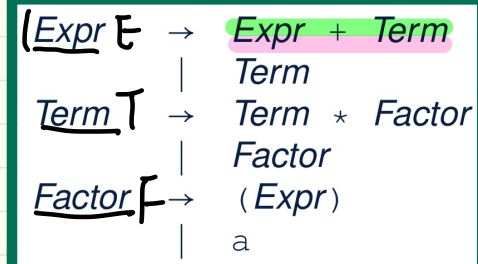 Expr E → Expr + Term
| Term
Term T → Term * Factor
| Factor
Factor F → (Expr)
| a